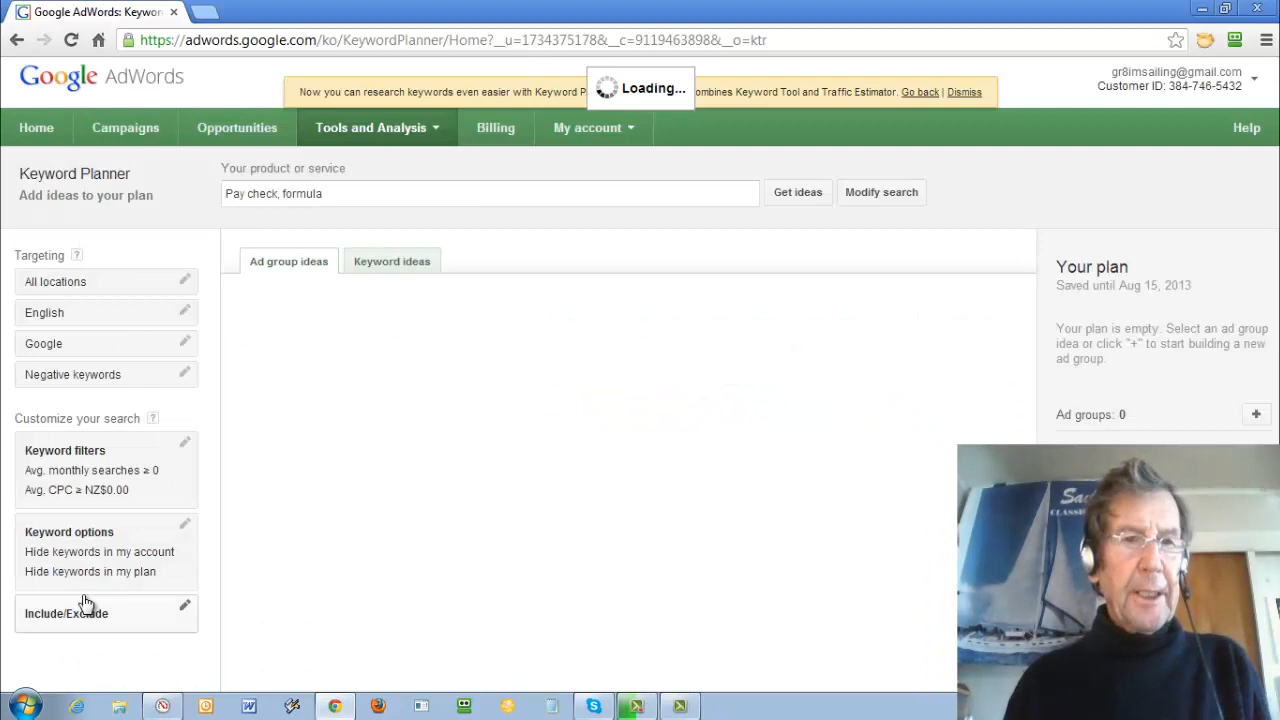 Google AdWords: Keywor
https://adwords.google.com/ko/KeywordPlanner/Home?__u=1734375178&__c=9119463898&__o=ktr
Google AdWords
Now you can research keywords even easier with Keyword P
Loading...
ombines Keyword Tool and Traffic Estimator. Go back | Dismiss
gr8imsailing@gmail.com
Customer ID: 384-746-5432
Home Campaigns Opportunities Tools and Analysis Billing My account Help
Keyword Planner
Add ideas to your plan
Your product or service
Pay check, formula
Get ideas
Modify search
Targeting ?
All locations
English
Google
Negative keywords
Customize your search ?
Keyword filters
Avg. monthly searches ≥ 0
Avg. CPC ≥ NZ$0.00
Keyword options
Hide keywords in my account
Hide keywords in my plan
Include/Exclude
Ad group ideas
Keyword ideas
Your plan
Saved until Aug 15, 2013
Your plan is empty. Select an ad group
idea or click "+" to start building a new
ad group.
Ad groups: 0
+